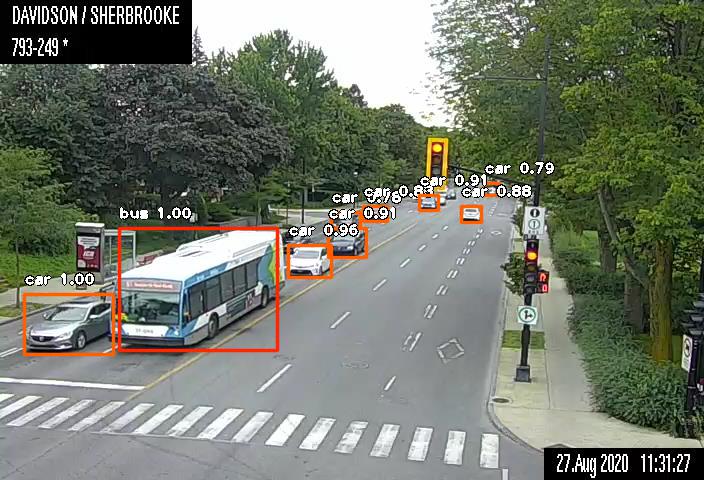 DAVIDSON / SHERBROOKE
793-249 *
car 0.79
car 0.91
car 0.88
car 0.83
car 0.78
car 0.91
bus 1.00
car 0.96
car 1.00
27.Aug 2020 11:31:27